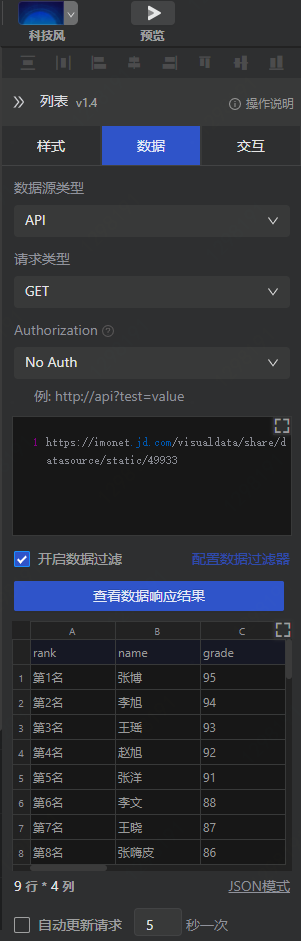 科技风
预览
列表 v1.4
操作说明
样式 数据 交互
数据源类型
API
请求类型
GET
Authorization ?
No Auth
例: http://api?test=value
1 https://imonet.jd.com/visualdata/share/d
atasource/static/49933
开启数据过滤 配置数据过滤器
查看数据响应结果
A B C
rank name grade
1 第1名 张博 95
2 第2名 李旭 94
3 第3名 王瑶 93
4 第4名 赵旭 92
5 第5名 张洋 91
6 第6名 李文 88
7 第7名 王晓 87
8 第8名 张嗨皮 86
9 行 * 4 列 JSON模式
自动更新请求 5 秒一次